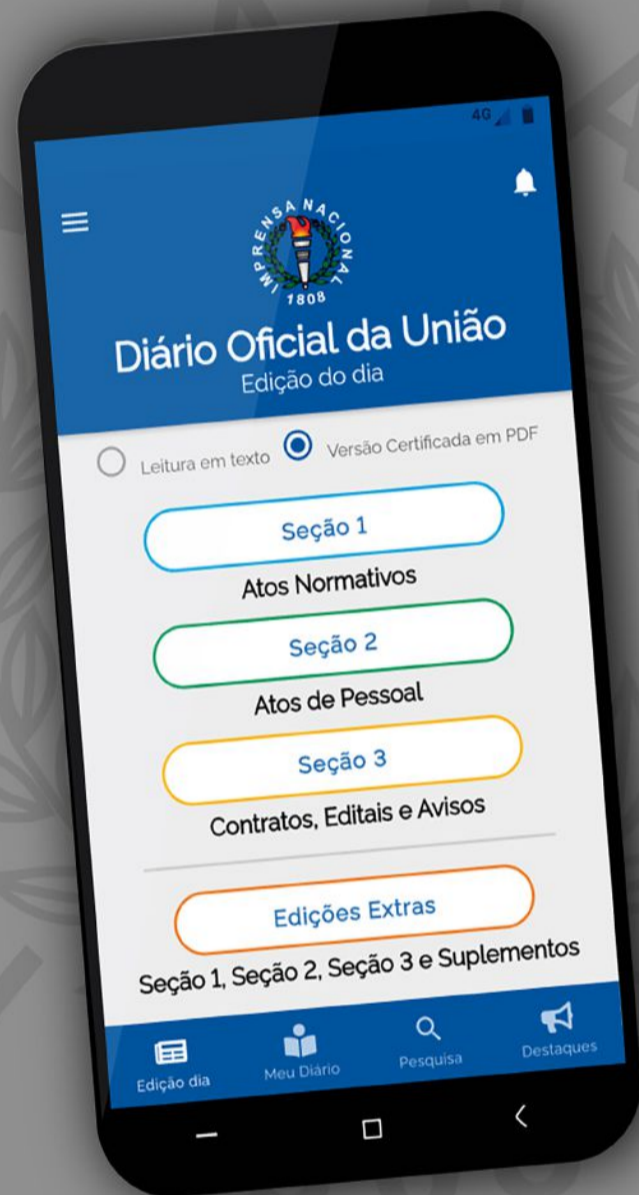 4G
IMPRENSA NACIONAL
1808
Diário Oficial da União
Edição do dia
Leitura em texto Versão Certificada em PDF
Seção 1
Atos Normativos
Seção 2
Atos de Pessoal
Seção 3
Contratos, Editais e Avisos
Edições Extras
Seção 1, Seção 2, Seção 3 e Suplementos
Edição dia Meu Diário Pesquisa Destaques